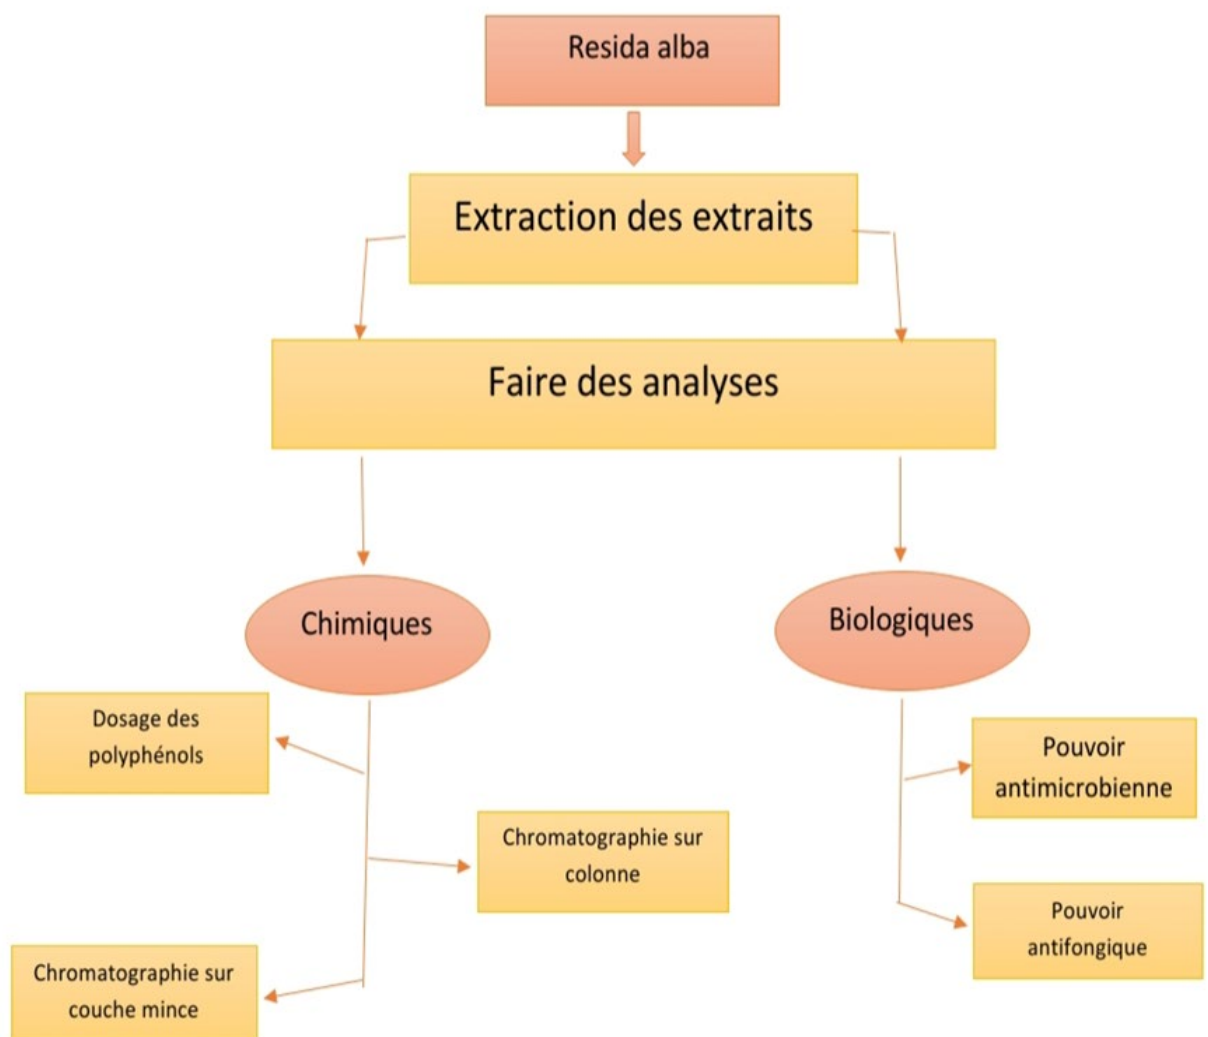 Resida alba
Extraction des extraits
Faire des analyses
Chimiques
Biologiques
Dosage des
polyphénols
Pouvoir
antimicrobienne
Chromatographie sur
colonne
Pouvoir
antifongique
Chromatographie sur
couche mince